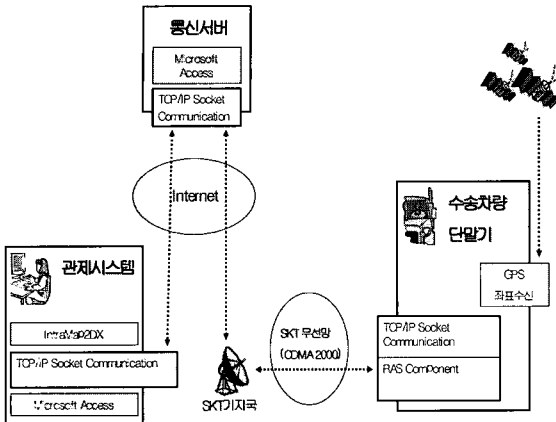 통신서버
Microsoft
Access
TCP/IP Socket
Communication
Internet
수송차량
단말기
GPS
좌표수신
관제시스템
IntraMap2DX
TCP/IP Socket Communication
Microsoft Access
SKT기지국
SKT 무선망
(CDMA 2000)
TCP/IP Socket
Communication
RAS Component